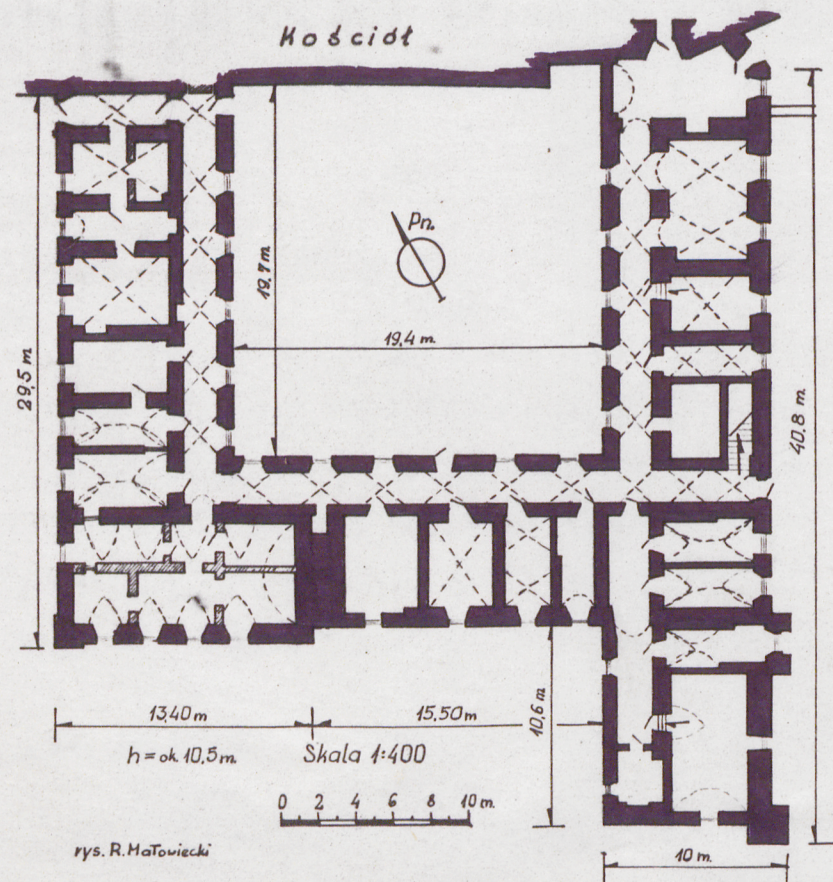 Kościół
Pn.
19,7 m.
19,4 m.
29,5 m.
40,8 m.
13,40 m
15,50 m
10,6 m.
h = ok. 10,5 m.
Skala 1:400
0 2 4 6 8 10 m.
rys. R. Małowiecki
10 m.